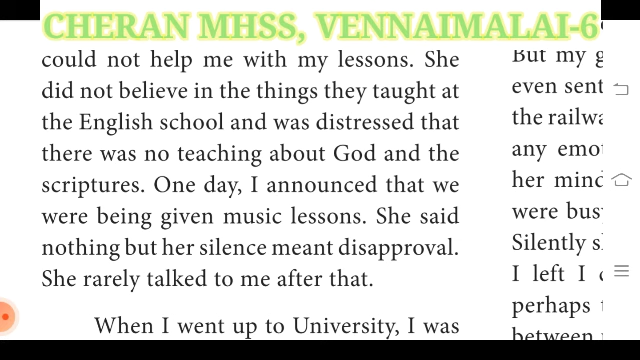 CHERAN MHSS, VENNAIMALAI-6
could not help me with my lessons. She
did not believe in the things they taught at
the English school and was distressed that
there was no teaching about God and the
scriptures. One day, I announced that we
were being given music lessons. She said
nothing but her silence meant disapproval.
She rarely talked to me after that.
When I went up to University, I was
But my
even sent
the
any
her mind
were
Silently
I left I
perhaps
between